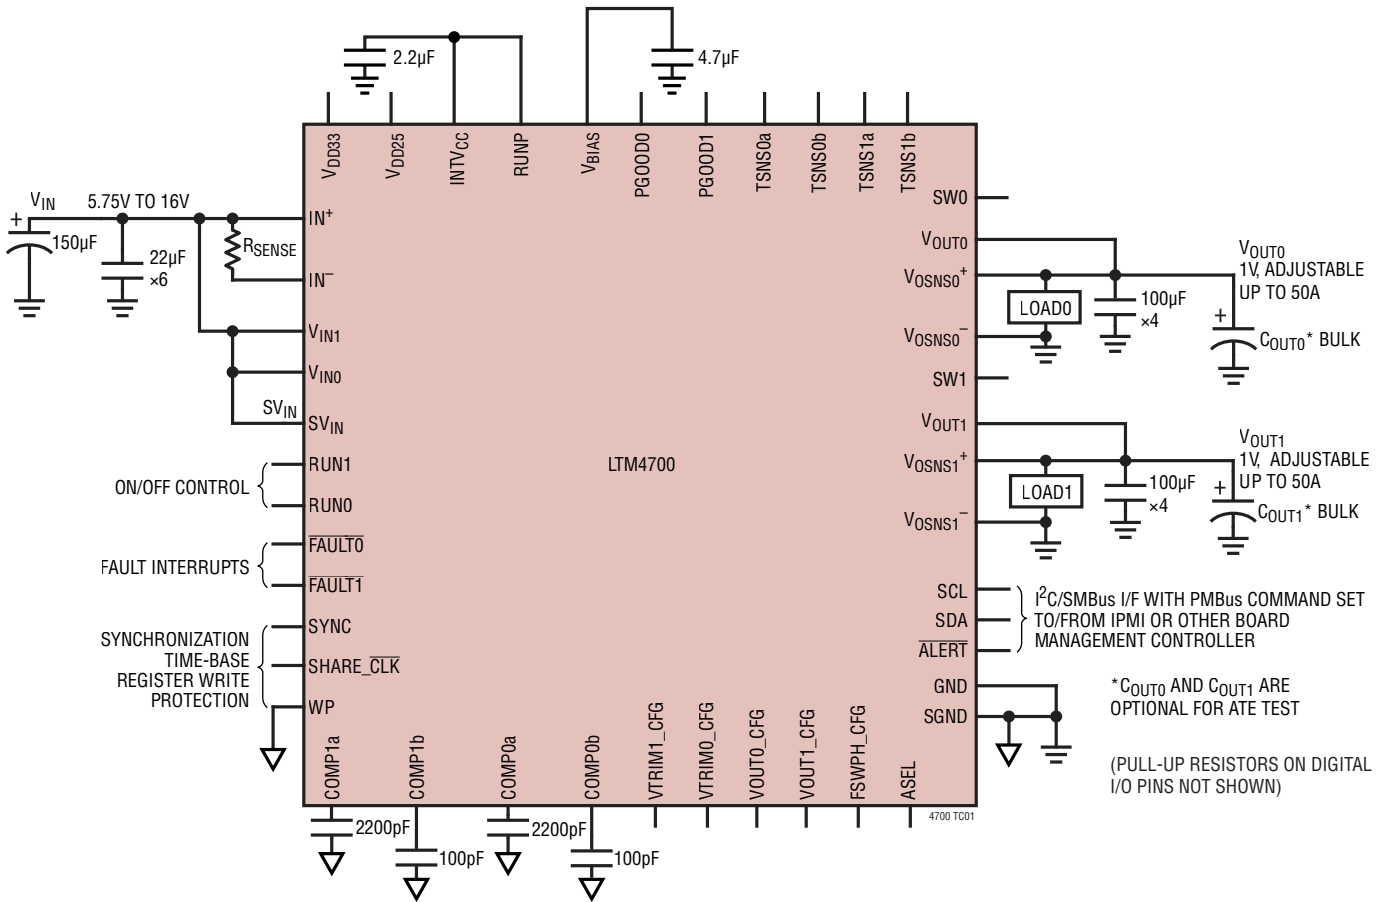 2.2µF
4.7µF
VDD33
VDD25
INTVCC
RUNP
VBIAS
PGOOD0
PGOOD1
TSNS0a
TSNS0b
TSNS1a
TSNS1b
VIN
5.75V TO 16V
+
150µF
22µF
×6
RSENSE
IN+
IN−
VIN1
VIN0
SVIN
SVIN
ON/OFF CONTROL
RUN1
RUN0
FAULT INTERRUPTS
FAULT0
FAULT1
SYNCHRONIZATION
TIME-BASE
REGISTER WRITE
PROTECTION
SYNC
SHARE_CLK
WP
LTM4700
SW0
VOUT0
VOSNS0+
VOSNS0−
SW1
VOUT1
VOSNS1+
VOSNS1−
SCL
SDA
ALERT
GND
SGND
LOAD0
100µF
×4
VOUT0
1V, ADJUSTABLE
UP TO 50A
+
COUT0* BULK
LOAD1
100µF
×4
VOUT1
1V, ADJUSTABLE
UP TO 50A
+
COUT1* BULK
I2C/SMBus I/F WITH PMBus COMMAND SET
TO/FROM IPMI OR OTHER BOARD
MANAGEMENT CONTROLLER
*COUT0 AND COUT1 ARE
OPTIONAL FOR ATE TEST
(PULL-UP RESISTORS ON DIGITAL
I/O PINS NOT SHOWN)
COMP1a
COMP1b
COMP0a
COMP0b
VTRIM1_CFG
VTRIM0_CFG
VOUT0_CFG
VOUT1_CFG
FSWPH_CFG
ASEL
4700 TC01
2200pF
100pF
2200pF
100pF